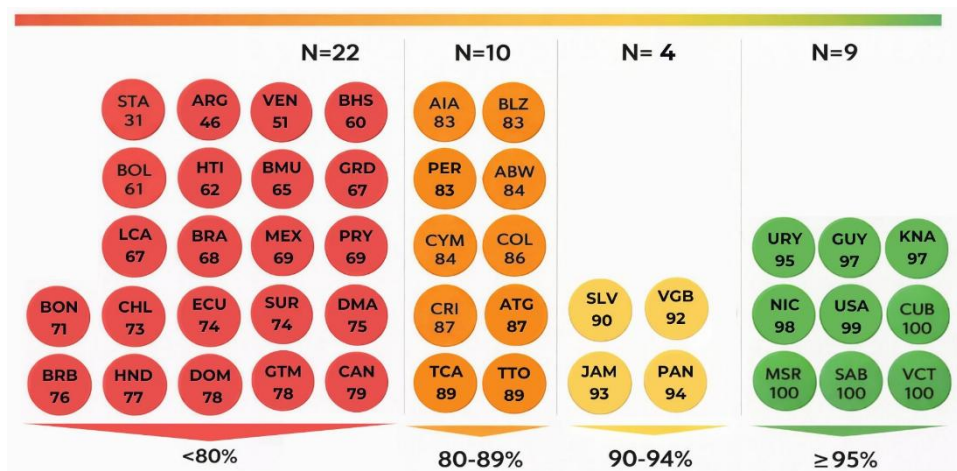 N=22
N=10
N= 4
N=9
STA
31
ARG
46
VEN
51
BHS
60
BOL
61
HTI
62
BMU
65
GRD
67
LCA
67
BRA
68
MEX
69
PRY
69
BON
71
CHL
73
ECU
74
SUR
74
DMA
75
BRB
76
HND
77
DOM
78
GTM
78
CAN
79
AIA
83
BLZ
83
PER
83
ABW
84
CYM
84
COL
86
CRI
87
ATG
87
TCA
89
TTO
89
SLV
90
VGB
92
JAM
93
PAN
94
URY
95
GUY
97
KNA
97
NIC
98
USA
99
CUB
100
MSR
100
SAB
100
VCT
100
<80%
80-89%
90-94%
≥95%